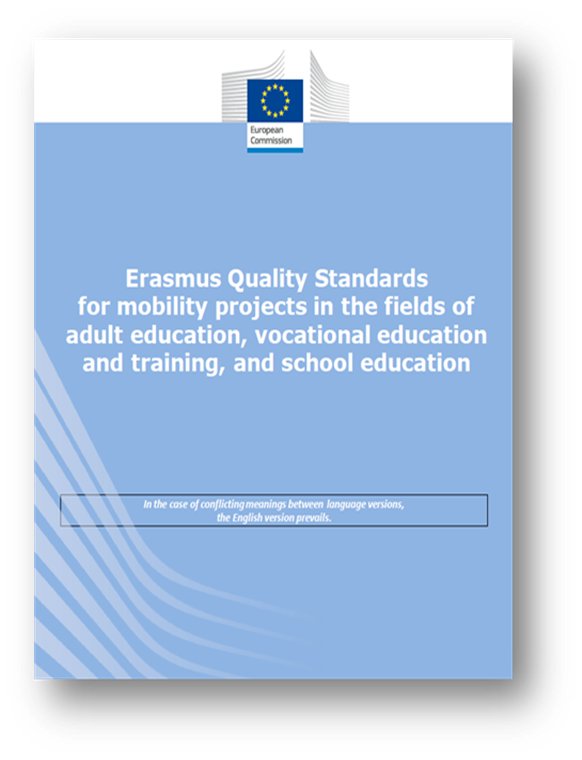 European
Commission
Erasmus Quality Standards
for mobility projects in the fields of
adult education, vocational education
and training, and school education
In the case of conflicting meanings between language versions,
the English version prevails.